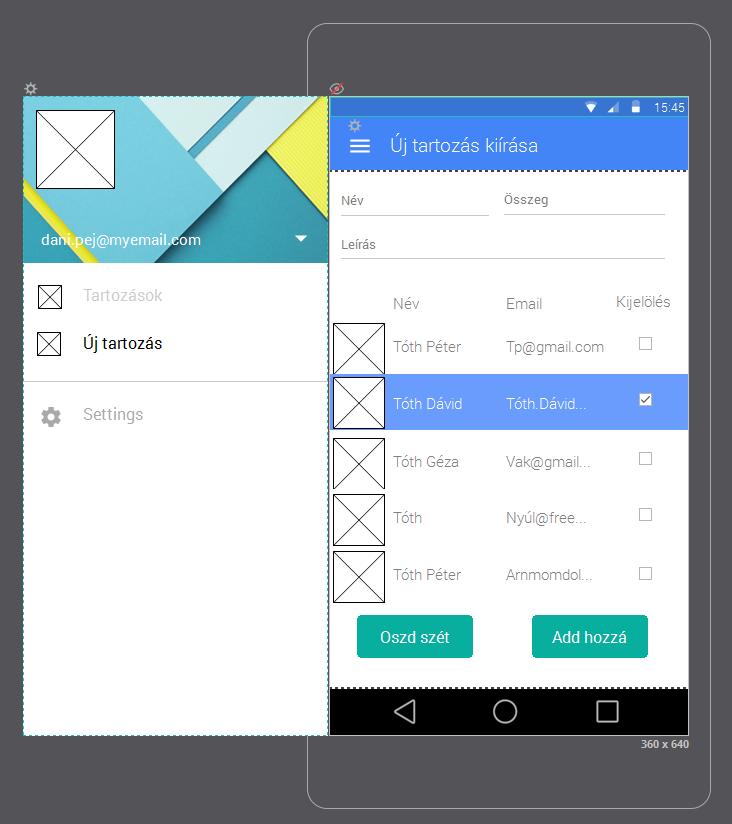 dani.pej@myemail.com
Tartozások
Új tartozás
Settings
15:45
Új tartozás kiírása
Név
Összeg
Leírás
Név Email Kijelölés
Tóth Péter Tp@gmail.com
Tóth Dávid Tóth.Dávid...
Tóth Géza Vak@gmail...
Tóth Nyúl@free...
Tóth Péter Arnmomdol...
Oszd szét Add hozzá
360 x 640